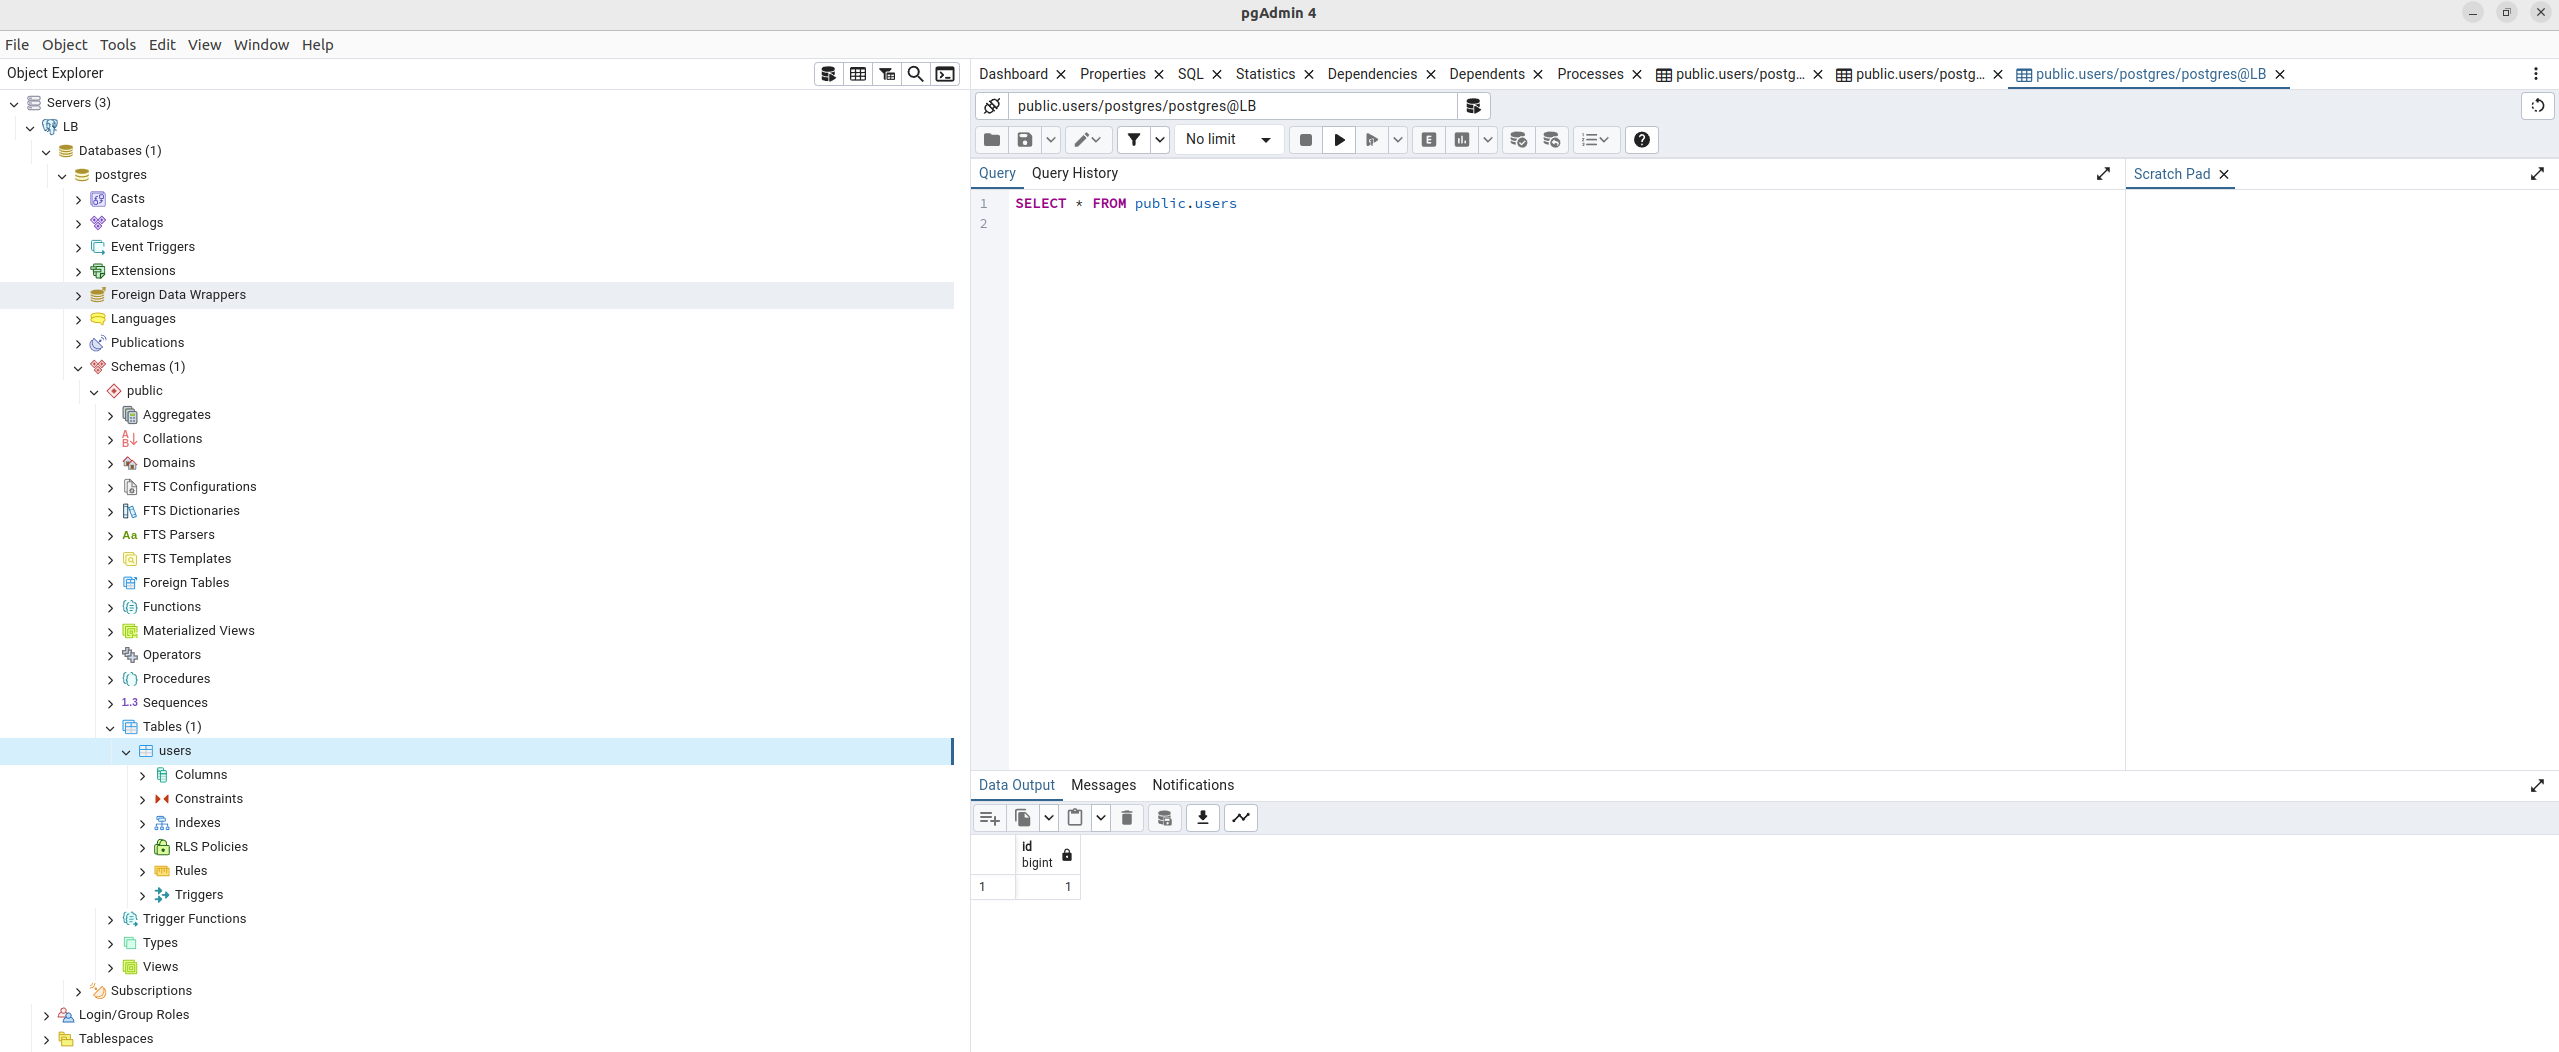 pgAdmin 4
File Object Tools Edit View Window Help
Object Explorer
Servers (3)
LB
Databases (1)
postgres
Casts
Catalogs
Event Triggers
Extensions
Foreign Data Wrappers
Languages
Publications
Schemas (1)
public
Aggregates
Collations
Domains
FTS Configurations
FTS Dictionaries
Aa FTS Parsers
FTS Templates
Foreign Tables
Functions
Materialized Views
Operators
Procedures
1..3 Sequences
Tables (1)
users
Columns
Constraints
Indexes
RLS Policies
Rules
Triggers
Trigger Functions
Types
Views
Subscriptions
Login/Group Roles
Tablespaces
Dashboard Properties SQL Statistics Dependencies Dependents Processes public.users/postg... public.users/postg... public.users/postgres/postgres@LB
public.users/postgres/postgres@LB
No limit E
Query Query History
Scratch Pad
1 SELECT * FROM public.users
2
Data Output Messages Notifications
id
bigint
1 1